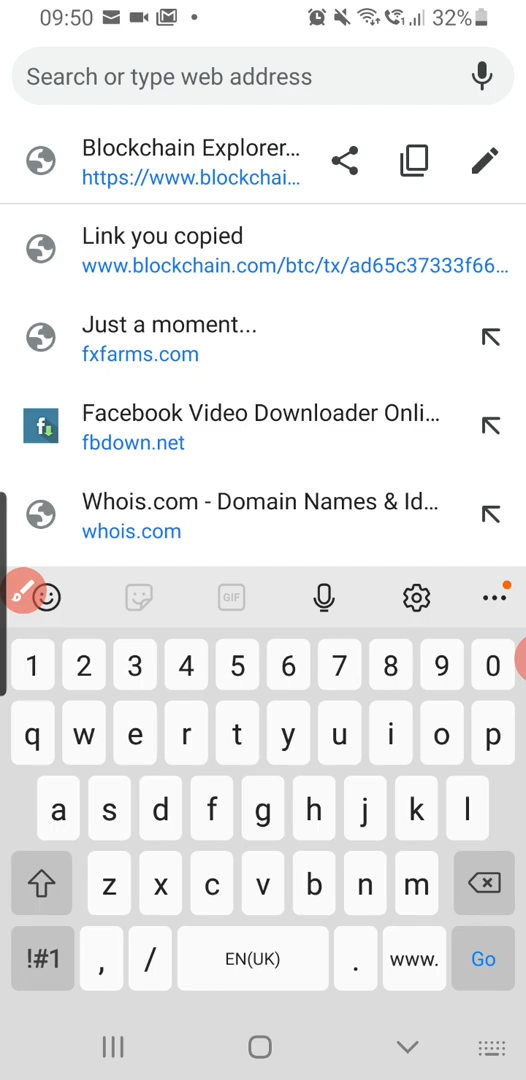 09:50 32%
Search or type web address
Blockchain Explorer...
https://www.blockchai...
Link you copied
www.blockchain.com/btc/tx/ad65c37333f66...
Just a moment...
fxfarms.com
Facebook Video Downloader Onli...
fbdown.net
Whois.com - Domain Names & Id...
whois.com
GIF
1 2 3 4 5 6 7 8 9 0
q w e r t y u i o p
a s d f g h j k l
z x c v b n m
!#1 , / EN(UK) . www. Go